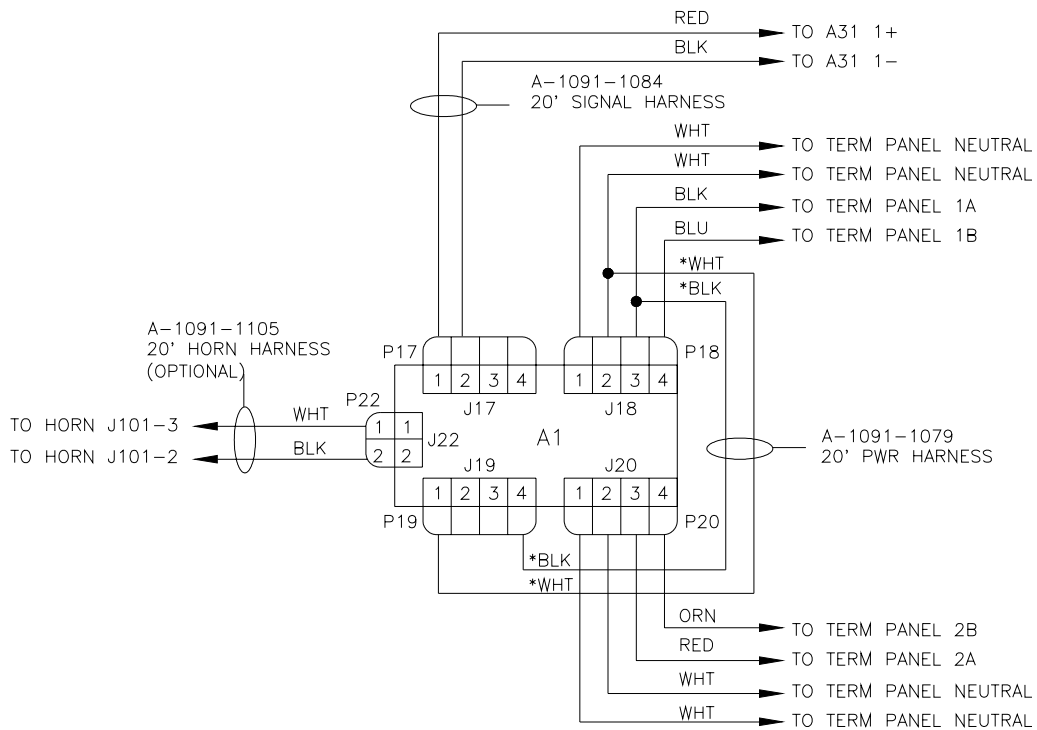 RED
TO A31 1+
BLK
TO A31 1-
A-1091-1084
20' SIGNAL HARNESS
WHT
TO TERM PANEL NEUTRAL
WHT
TO TERM PANEL NEUTRAL
BLK
TO TERM PANEL 1A
BLU
TO TERM PANEL 1B
*WHT
*BLK
A-1091-1105
20' HORN HARNESS
(OPTIONAL)
P17
P18
1 2 3 4
1 2 3 4
J17
J18
P22
WHT
TO HORN J101-3
1 1
J22
A1
BLK
TO HORN J101-2
2 2
A-1091-1079
20' PWR HARNESS
J19
J20
1 2 3 4
1 2 3 4
P19
P20
*BLK
*WHT
ORN
TO TERM PANEL 2B
RED
TO TERM PANEL 2A
WHT
TO TERM PANEL NEUTRAL
WHT
TO TERM PANEL NEUTRAL